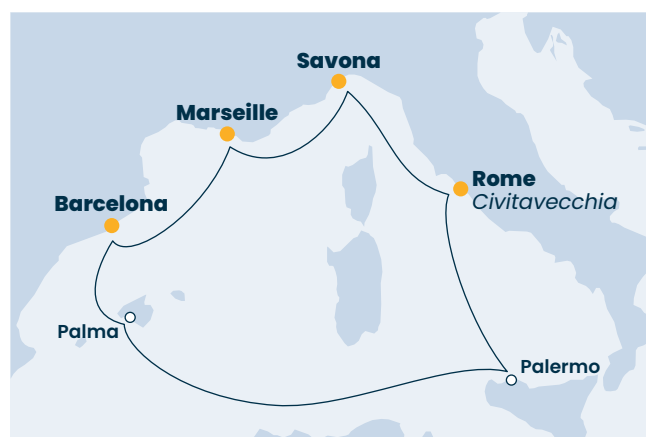 Savona
Marseille
Rome
Civitavecchia
Barcelona
Palma
Palermo